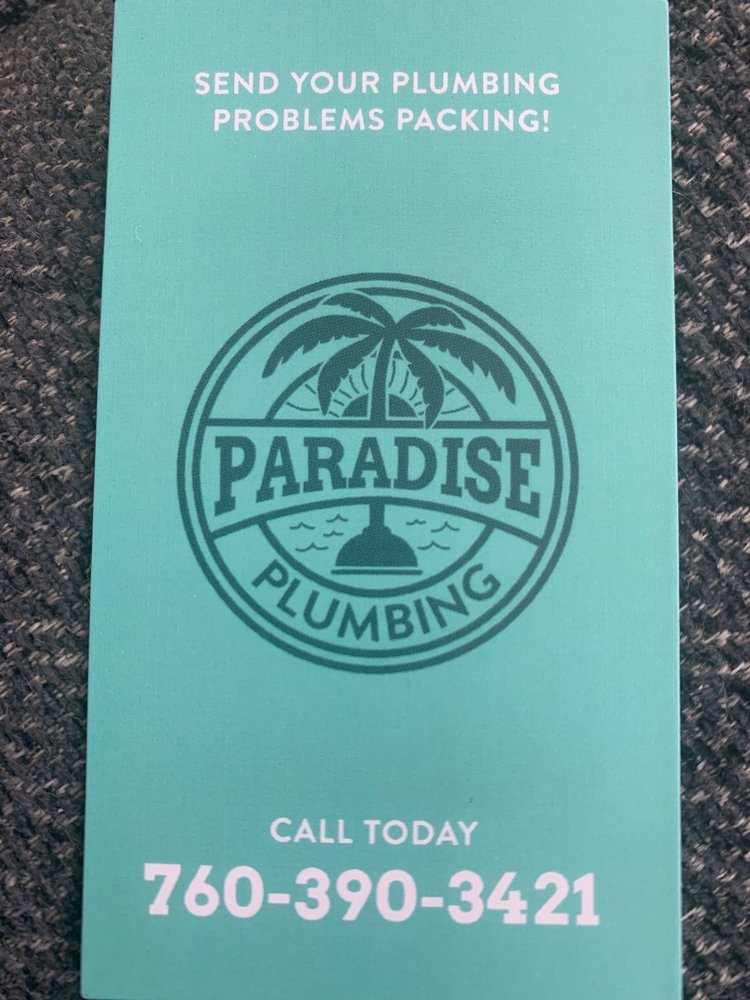 SEND YOUR PLUMBING
PROBLEMS PACKING!
PARADISE
PLUMBING
CALL TODAY
760-390-3421